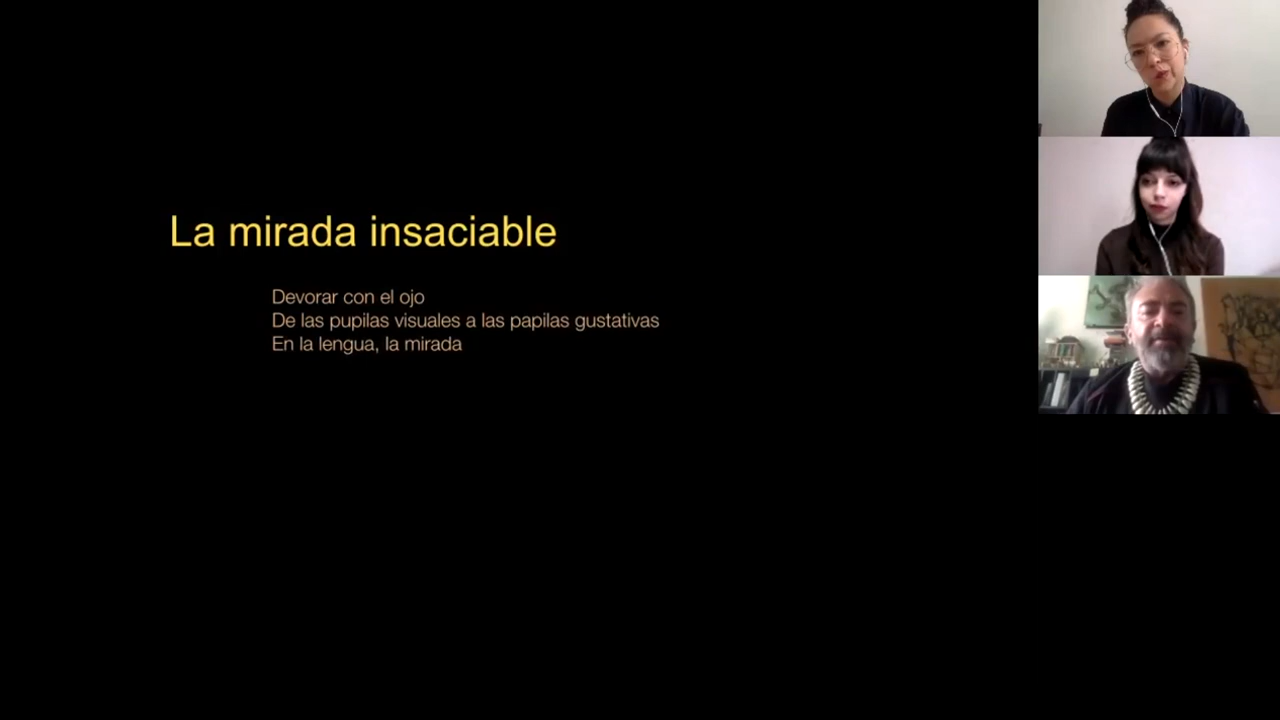 La mirada insaciable
Devorar con el ojo
De las pupilas visuales a las papilas gustativas
En la lengua, la mirada